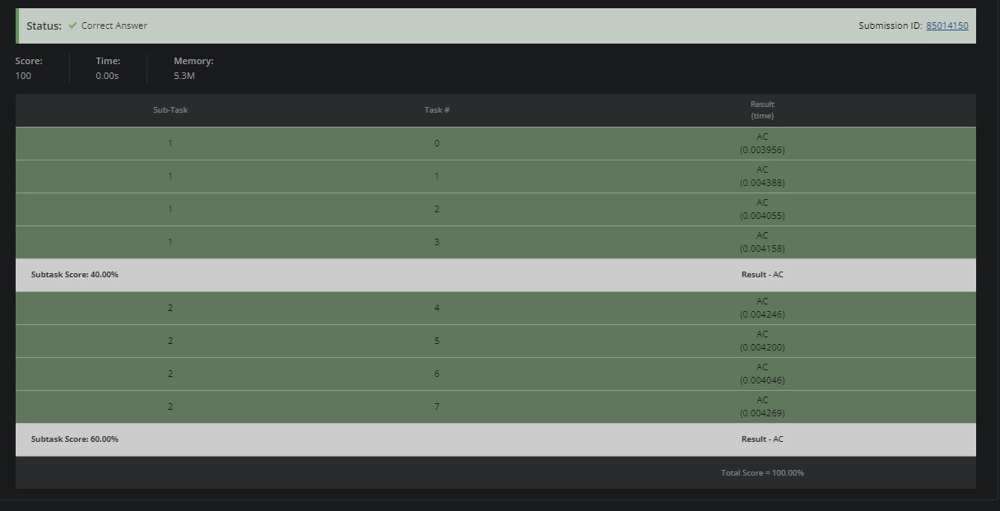 Status: Correct Answer Submission ID: 85014150
Score: Time: Memory:
100 0.00s 5.3M
Sub-Task Task # Result
(time)
1 0 AC
(0.003956)
1 1 AC
(0.004388)
1 2 AC
(0.004055)
1 3 AC
(0.004158)
Subtask Score: 40.00% Result - AC
2 4 AC
(0.004246)
2 5 AC
(0.004200)
2 6 AC
(0.004046)
2 7 AC
(0.004269)
Subtask Score: 60.00% Result - AC
Total Score = 100.00%